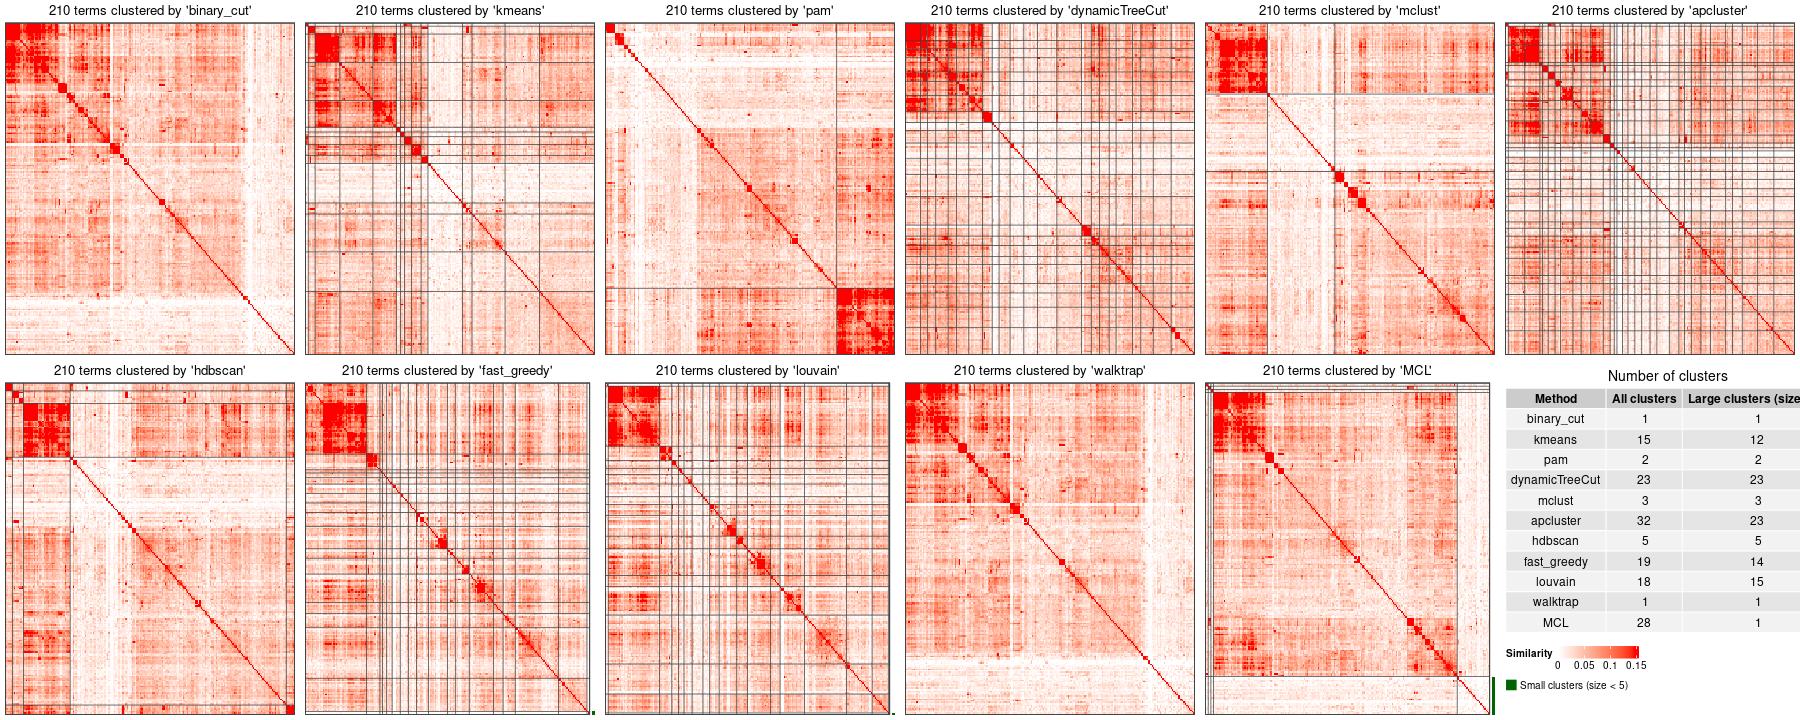 210 terms clustered by 'binary_cut'
210 terms clustered by 'kmeans'
210 terms clustered by 'pam'
210 terms clustered by 'dynamicTreeCut'
210 terms clustered by 'mclust'
210 terms clustered by 'apcluster'
210 terms clustered by 'hdbscan'
210 terms clustered by 'fast_greedy'
210 terms clustered by 'louvain'
210 terms clustered by 'walktrap'
210 terms clustered by 'MCL'
Number of clusters
Method All clusters Large clusters (size
binary_cut 1 1
kmeans 15 12
pam 2 2
dynamicTreeCut 23 23
mclust 3 3
apcluster 32 23
hdbscan 5 5
fast_greedy 19 14
louvain 18 15
walktrap 1 1
MCL 28 1
Similarity
0 0.05 0.1 0.15
Small clusters (size < 5)